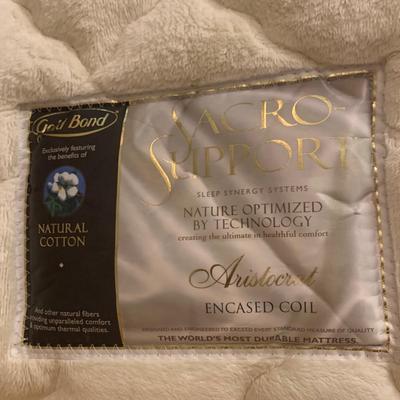 Gold Bond
Exclusively featuring
the benefits of
NATURAL
COTTON
And other natural fibers
providing unparalleled comfort
& optimum thermal qualities.
SACRO-
SUPPORT
SLEEP SYNERGY SYSTEMS
NATURE OPTIMIZED
BY TECHNOLOGY
creating the ultimate in healthful comfort
Aristocrat
ENCASED COIL
DESIGNED AND ENGINEERED TO EXCEED EVERY STANDARD MEASURE OF QUALITY
THE WORLD'S MOST DURABLE MATTRESS.